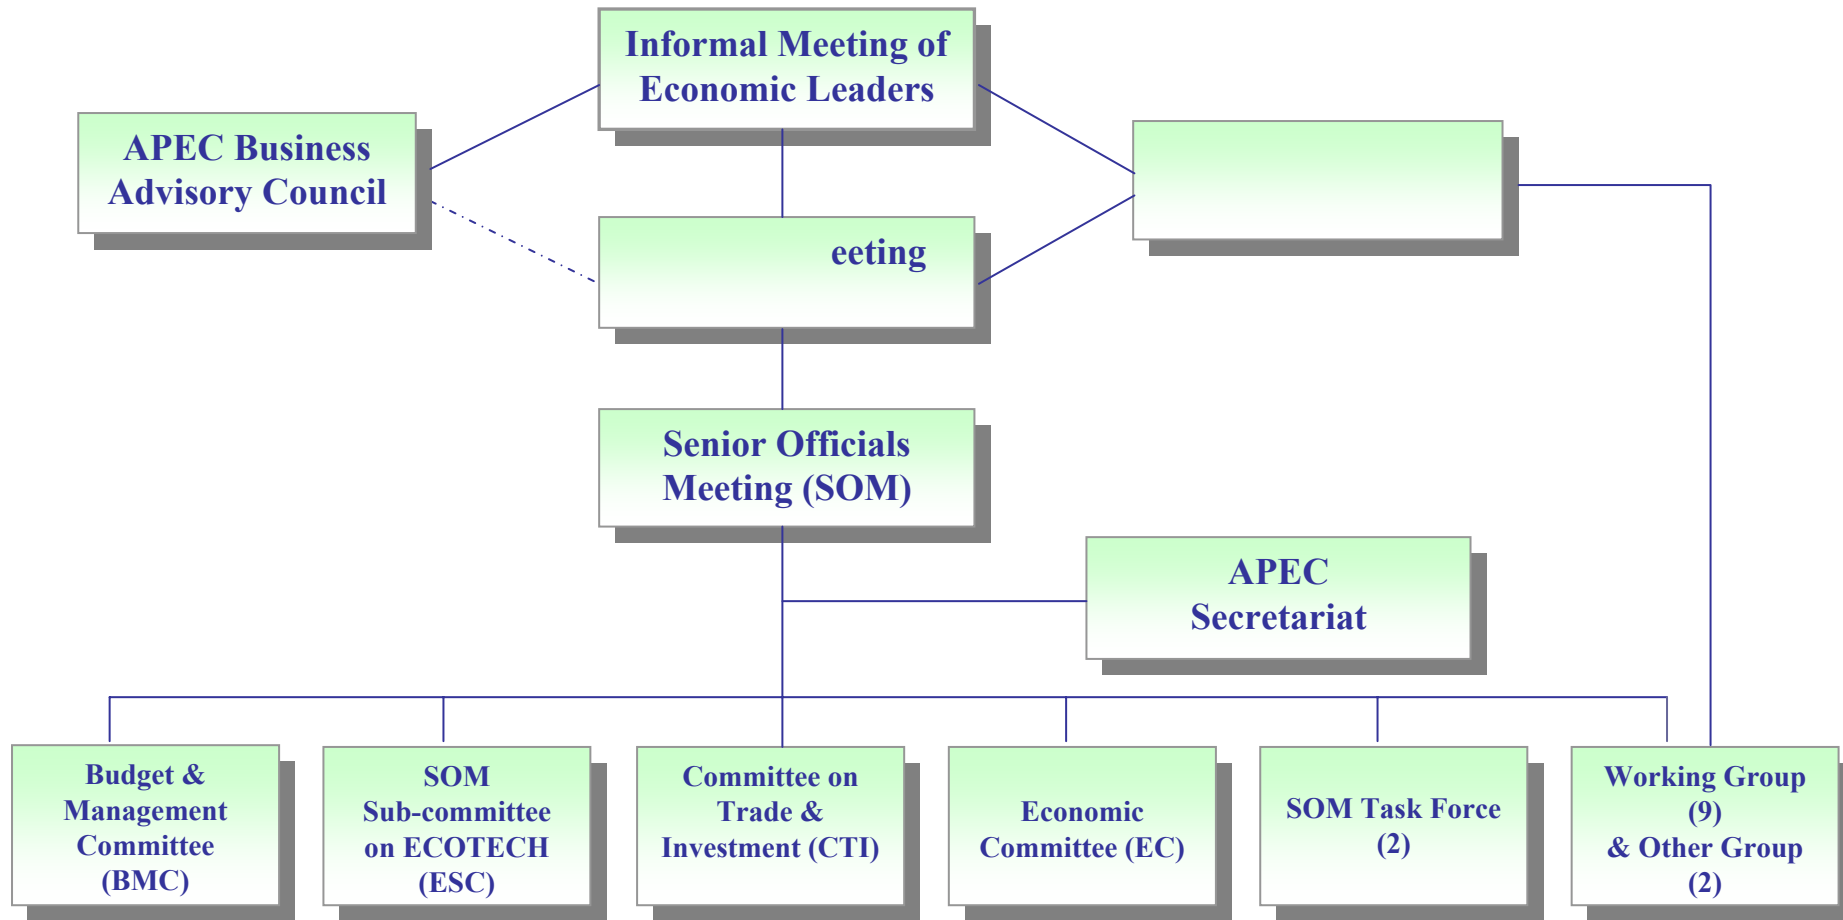 Informal Meeting of
Economic Leaders
APEC Business
Advisory Council
eeting
Senior Officials
Meeting (SOM)
APEC
Secretariat
Budget &
Management
Committee
(BMC)
SOM
Sub-committee
on ECOTECH
(ESC)
Committee on
Trade &
Investment (CTI)
Economic
Committee (EC)
SOM Task Force
(2)
Working Group
(9)
& Other Group
(2)